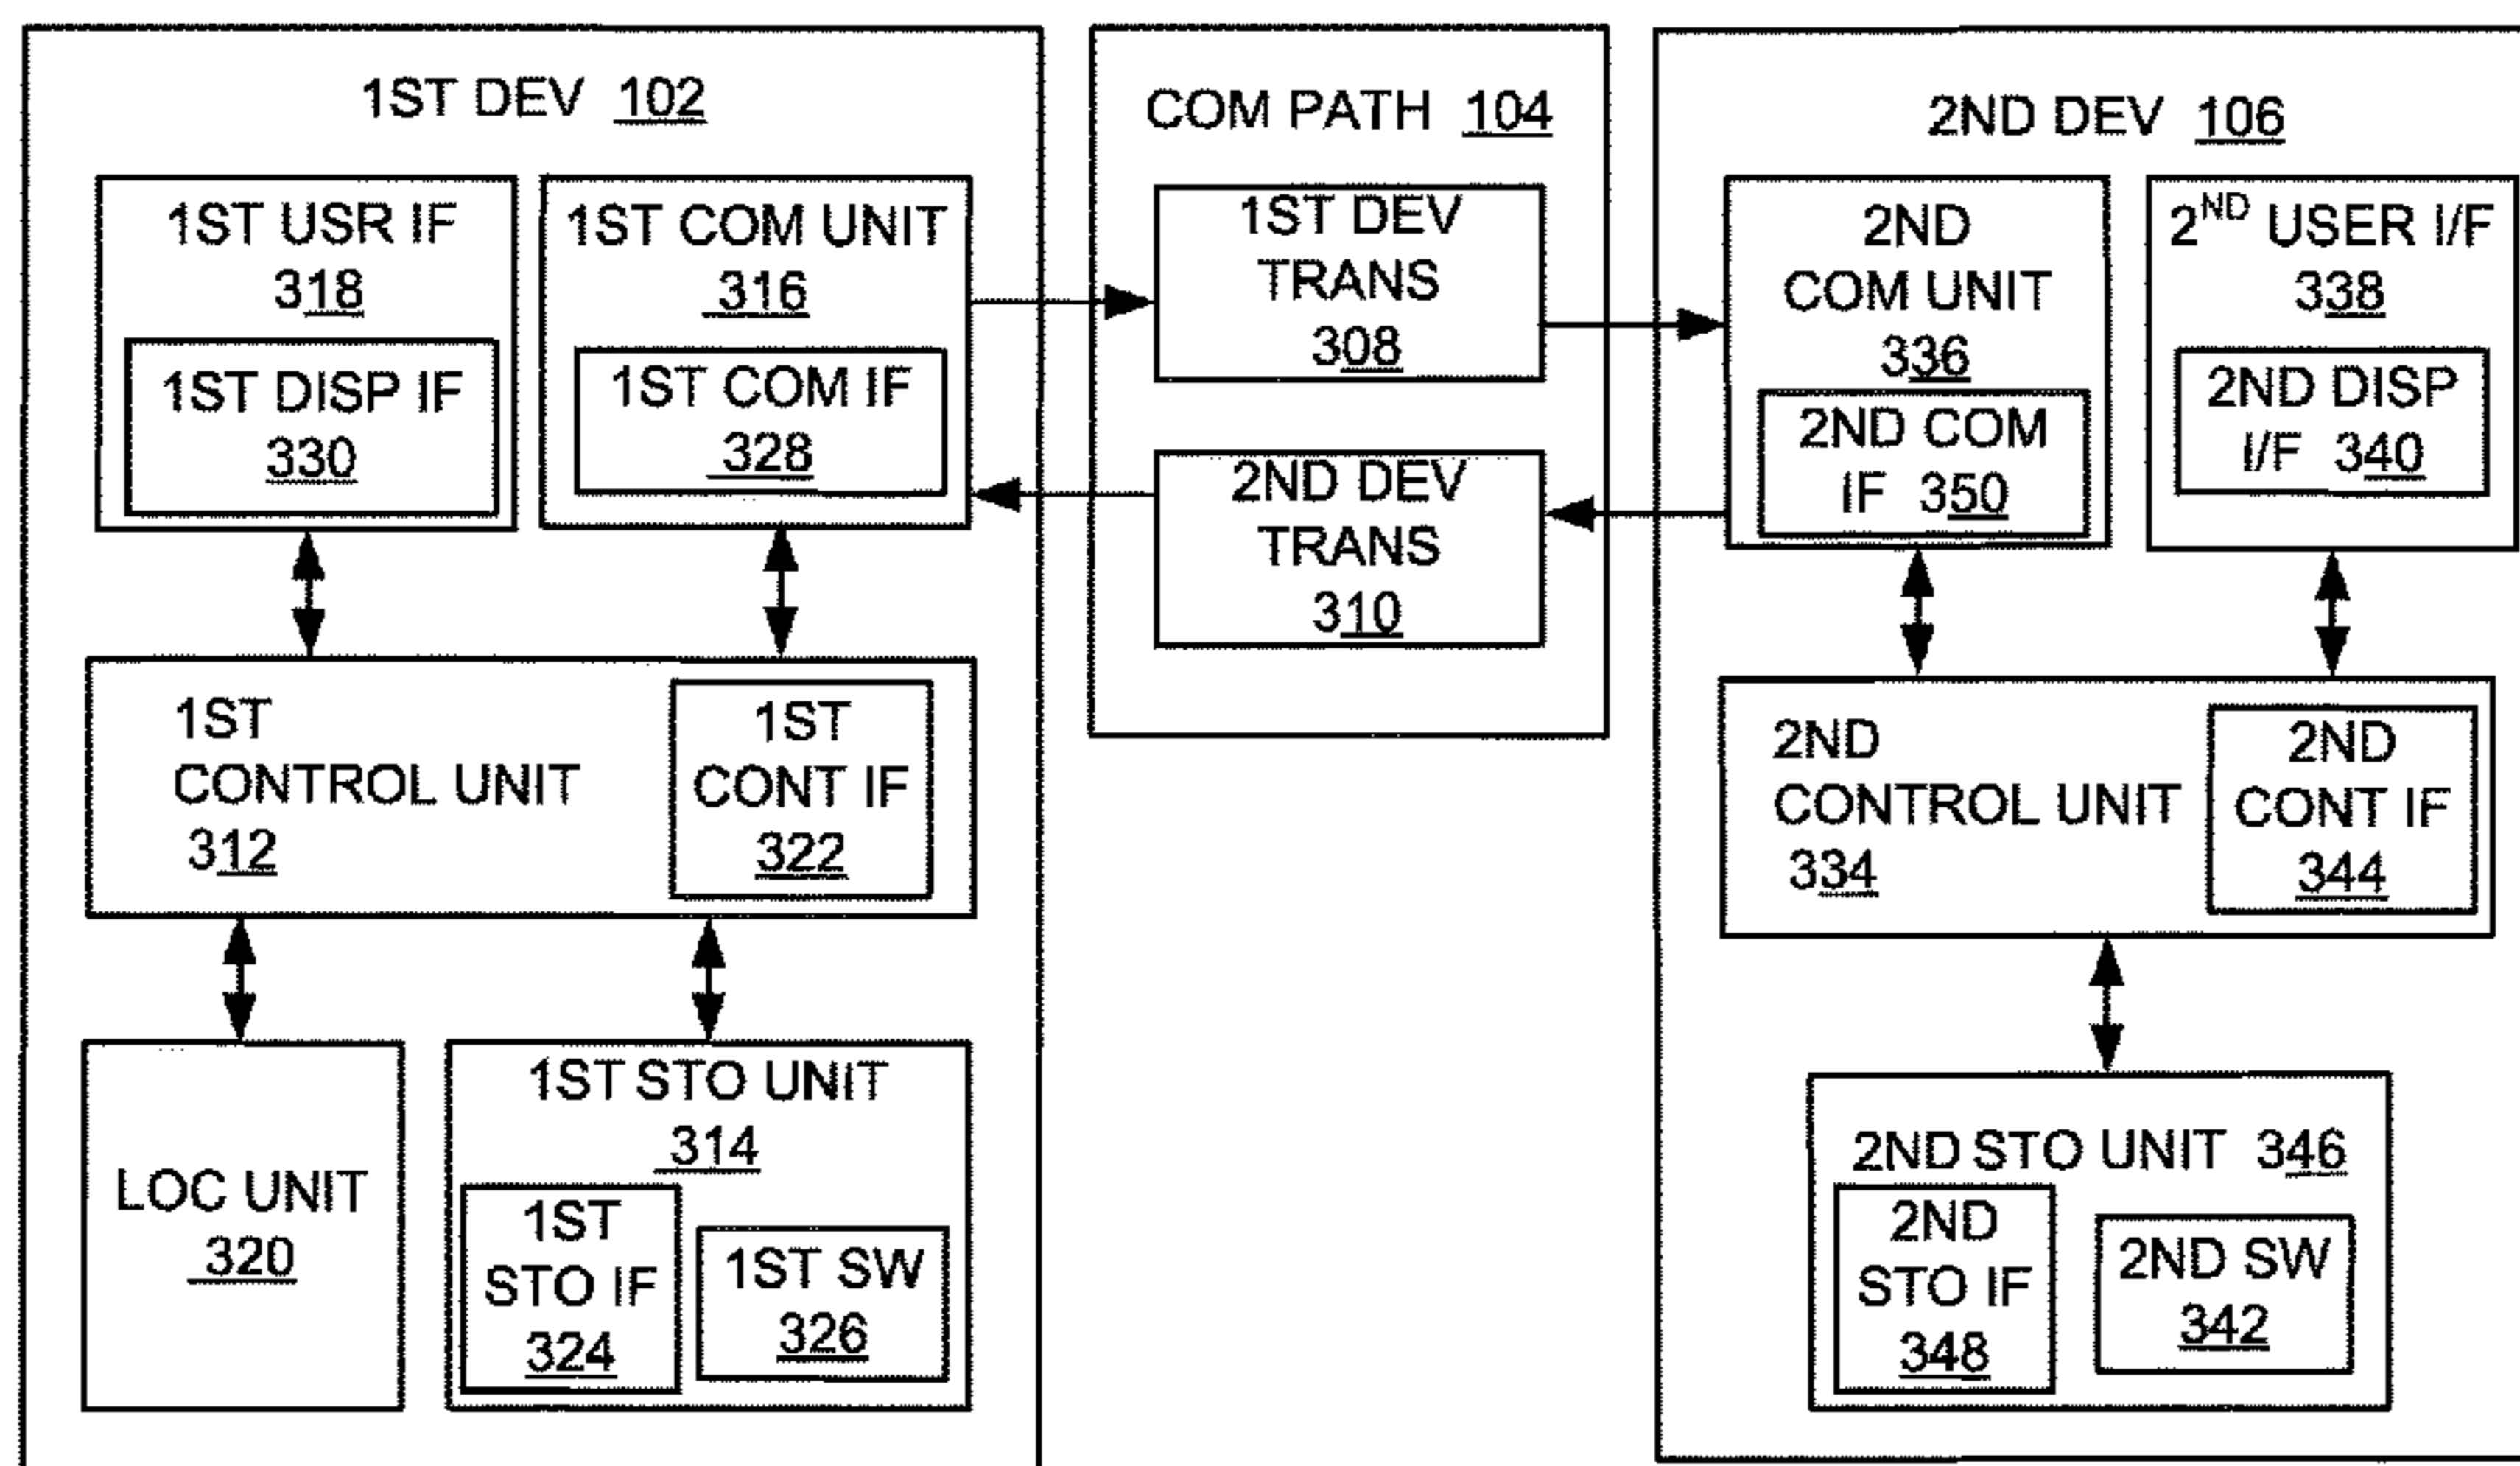 1ST DEV 102
1ST USR IF
318
1ST DISP IF
330
1ST COM UNIT
316
1ST COM IF
328
1ST
CONTROL UNIT
312
1ST
CONT IF
322
LOC UNIT
320
1ST STO UNIT
314
1ST
STO IF
324
1ST SW
326
COM PATH 104
1ST DEV
TRANS
308
2ND DEV
TRANS
310
2ND DEV 106
2ND
COM UNIT
336
2ND COM
IF 350
2ND USER I/F
338
2ND DISP
I/F 340
2ND
CONTROL UNIT
334
2ND
CONT IF
344
2ND STO UNIT 346
2ND
STO IF
348
2ND SW
342